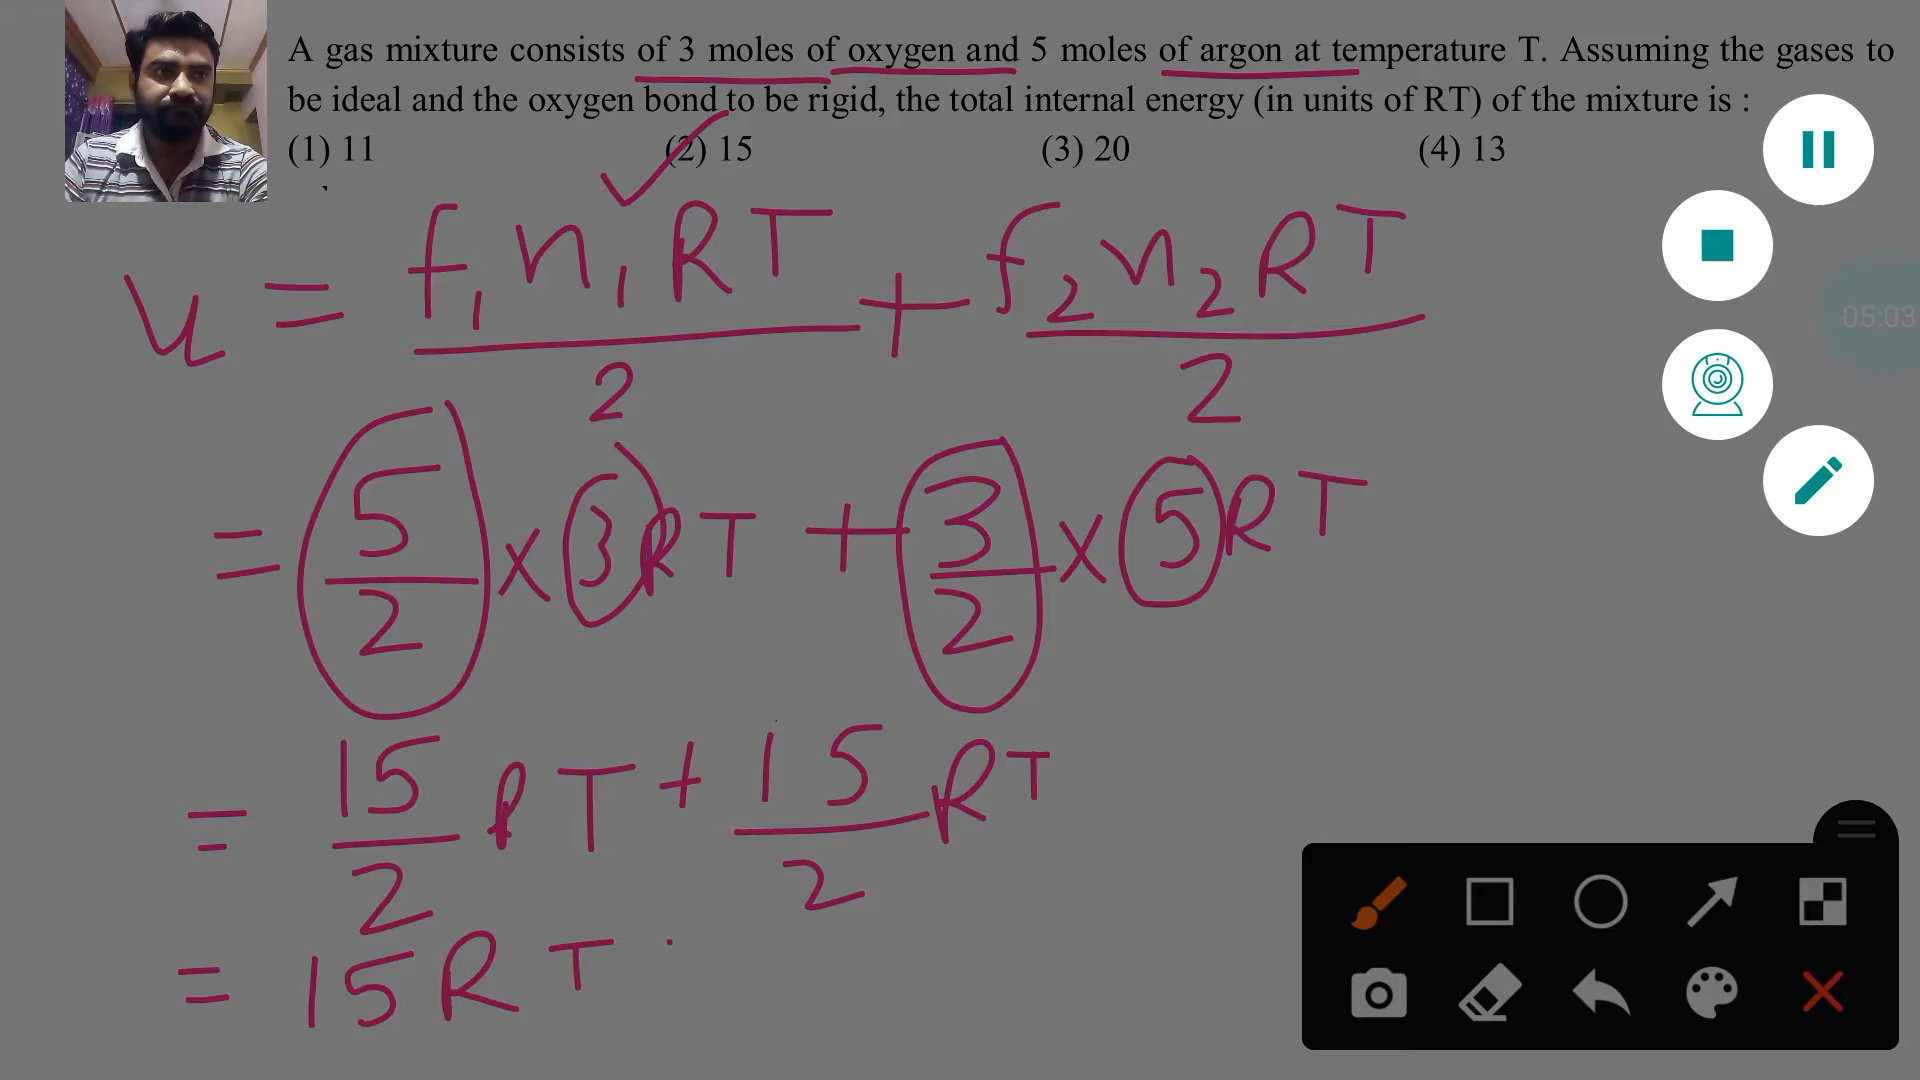 A gas mixture consists of 3 moles of oxygen and 5 moles of argon at temperature T. Assuming the gases to
be ideal and the oxygen bond to be rigid, the total internal energy (in units of RT) of the mixture is :
(1) 11 (2) 15 (3) 20 (4) 13
u = f₁n₁RT/2 + f₂n₂RT/2
= 5/2 × 3RT + 3/2 × 5RT
= 15/2 RT + 15/2 RT
= 15RT
05:03